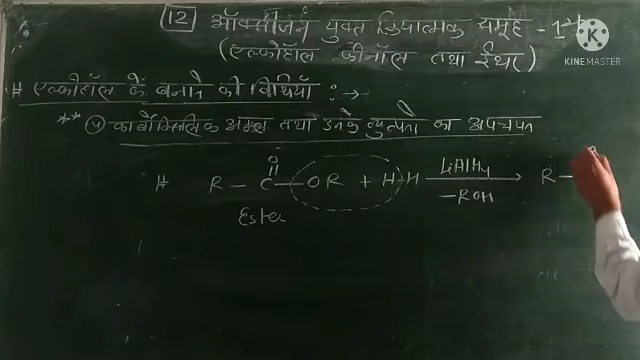 12 ऑक्सीजन युक्त क्रियात्मक समूह - 14
(एल्कोहॉल फीनॉल तथा ईथर)
KINEMASTER
# एल्कोहॉल के बनाने की विधियाँ :→
** ④ कार्बोक्सिलिक अम्ल तथा उनके व्युत्पन्नो का अपचयन
O
# R - C - OR + H - H LiAlH4 → R -
- ROH
Ester